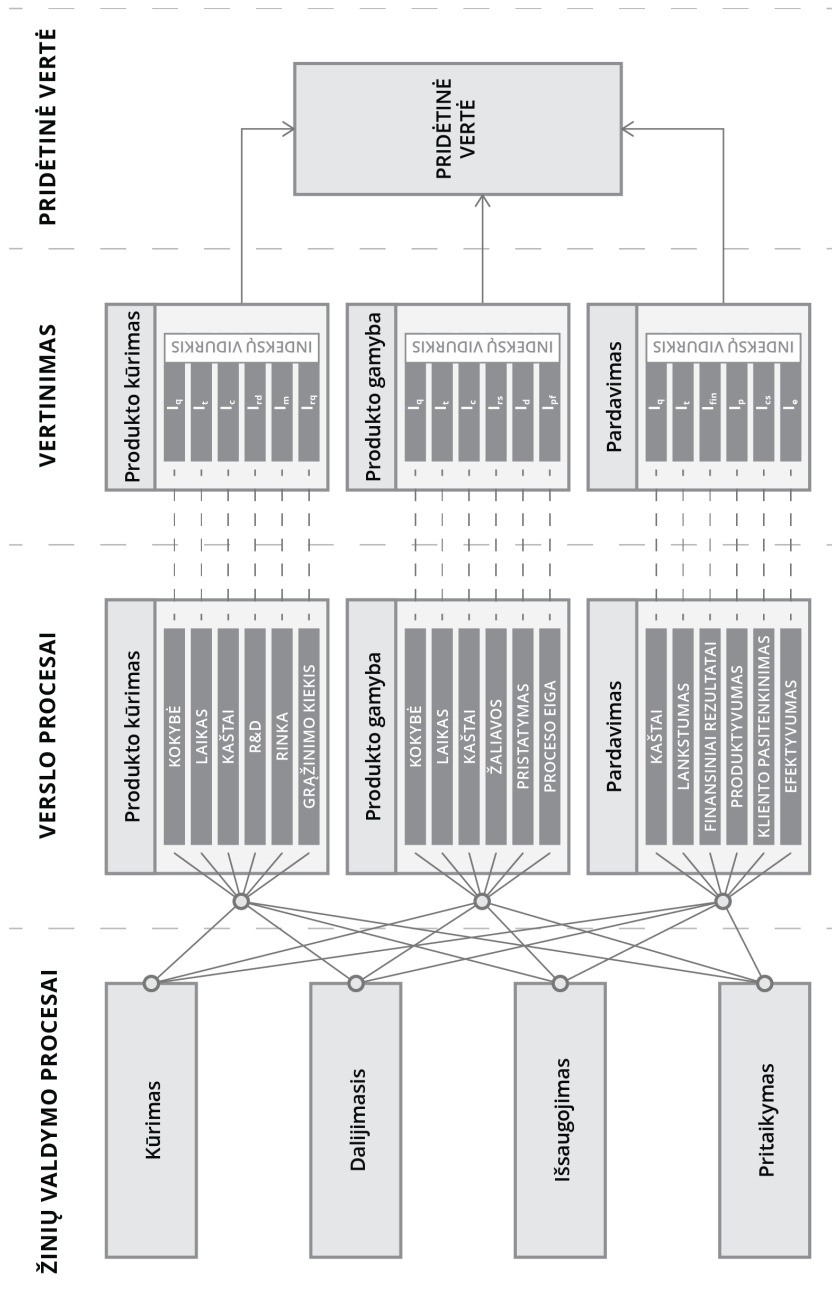 ŽINIŲ VALDYMO PROCESAI
VERSLO PROCESAI
VERTINIMAS
PRIDĖTINĖ VERTĖ
Kūrimas
Dalijimasis
Išsaugojimas
Pritaikymas
Produkto kūrimas
KOKYBĖ
LAIKAS
KAŠTAI
R&D
RINKA
GRĄŽINIMO KIEKIS
Produkto gamyba
KOKYBĖ
LAIKAS
KAŠTAI
ŽALIAVOS
PRISTATYMAS
PROCESO EIGA
Pardavimas
KAŠTAI
LANKSTUMAS
FINANSINIAI REZULTATAI
PRODUKTYVUMAS
KLIENTO PASITENKINIMAS
EFEKTYVUMAS
Produkto kūrimas
Iq
It
Ic
Ird
Im
Irq
INDEKSŲ VIDURKIS
Produkto gamyba
Iq
It
Ic
Irs
Id
Ipf
INDEKSŲ VIDURKIS
Pardavimas
Iq
It
Ifin
Ip
Ics
Ie
INDEKSŲ VIDURKIS
PRIDĖTINĖ
VERTĖ